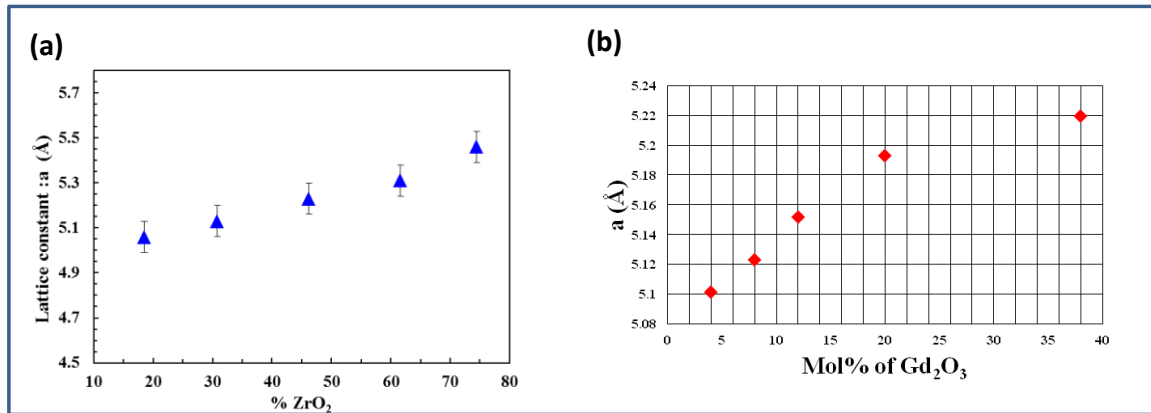 (a)
Lattice constant :a (Å)
5.7
5.5
5.3
5.1
4.9
4.7
4.5
10 20 30 40 50 60 70 80
% ZrO₂
(b)
a (Å)
5.24
5.22
5.2
5.18
5.16
5.14
5.12
5.1
5.08
0 5 10 15 20 25 30 35 40
Mol% of Gd₂O₃